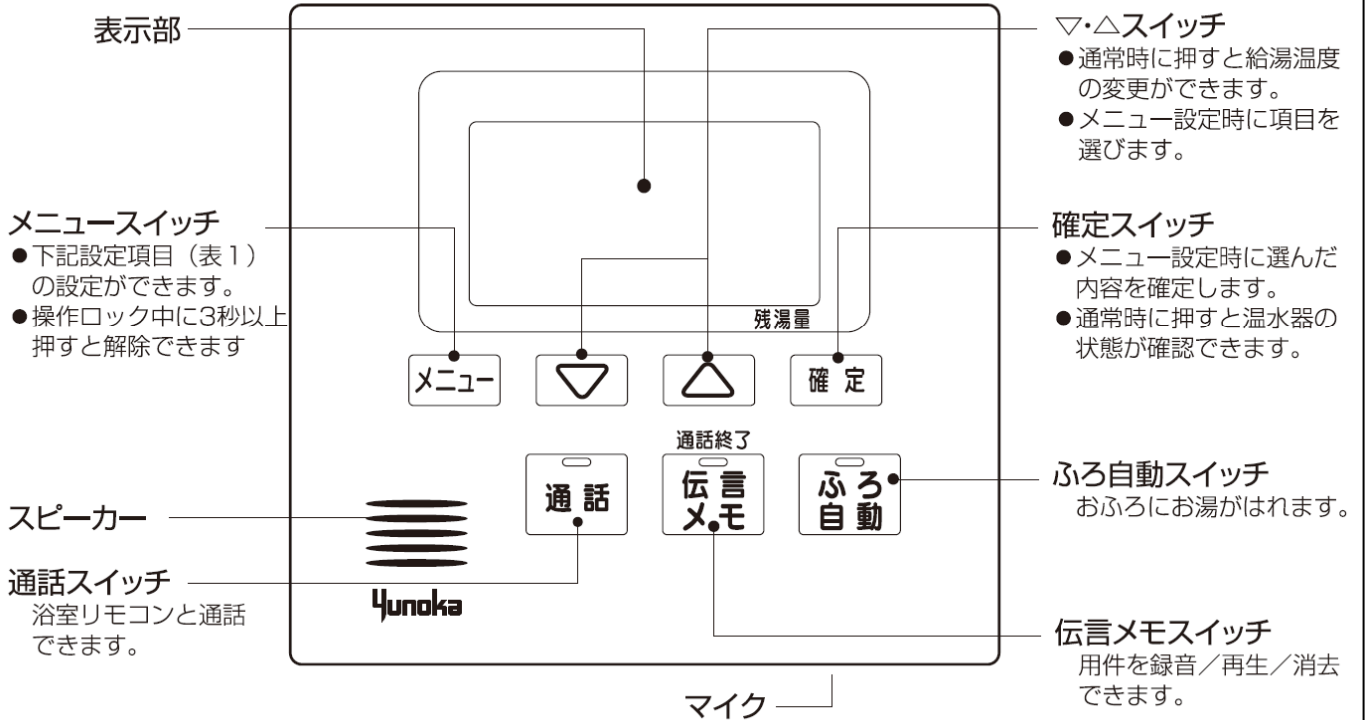 表示部
▽・△スイッチ
●通常時に押すと給湯温度
の変更ができます。
●メニュー設定時に項目を
選びます。
メニュースイッチ
●下記設定項目（表１）
の設定ができます。
●操作ロック中に3秒以上
押すと解除できます
確定スイッチ
●メニュー設定時に選んだ
内容を確定します。
●通常時に押すと温水器の
状態が確認できます。
残湯量
メニュー
▽
△
確定
通話終了
通話
伝言
メモ
ふろ
自動
ふろ自動スイッチ
おふろにお湯がはれます。
スピーカー
通話スイッチ
浴室リモコンと通話
できます。
Yunoka
伝言メモスイッチ
用件を録音／再生／消去
できます。
マイク